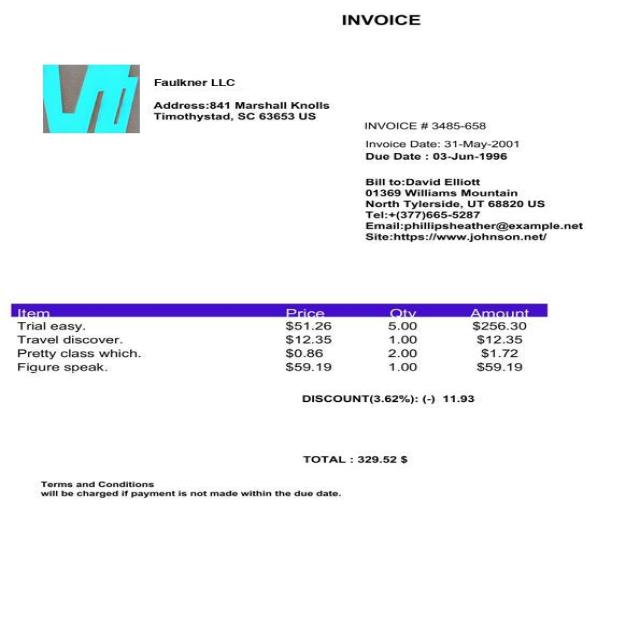 INVOICE
Faulkner LLC
Address:841 Marshall Knolls
Timothystad, SC 63653 US
INVOICE # 3485-658
Invoice Date: 31-May-2001
Due Date : 03-Jun-1996
Bill to:David Elliott
01369 Williams Mountain
North Tylerside, UT 68820 US
Tel:+(377)665-5287
Email:phillipsheather@example.net
Site:https://www.johnson.net/
Item Price Qty Amount
Trial easy. $51.26 5.00 $256.30
Travel discover. $12.35 1.00 $12.35
Pretty class which. $0.86 2.00 $1.72
Figure speak. $59.19 1.00 $59.19
DISCOUNT(3.62%): (-) 11.93
TOTAL : 329.52 $
Terms and Conditions
will be charged if payment is not made within the due date.